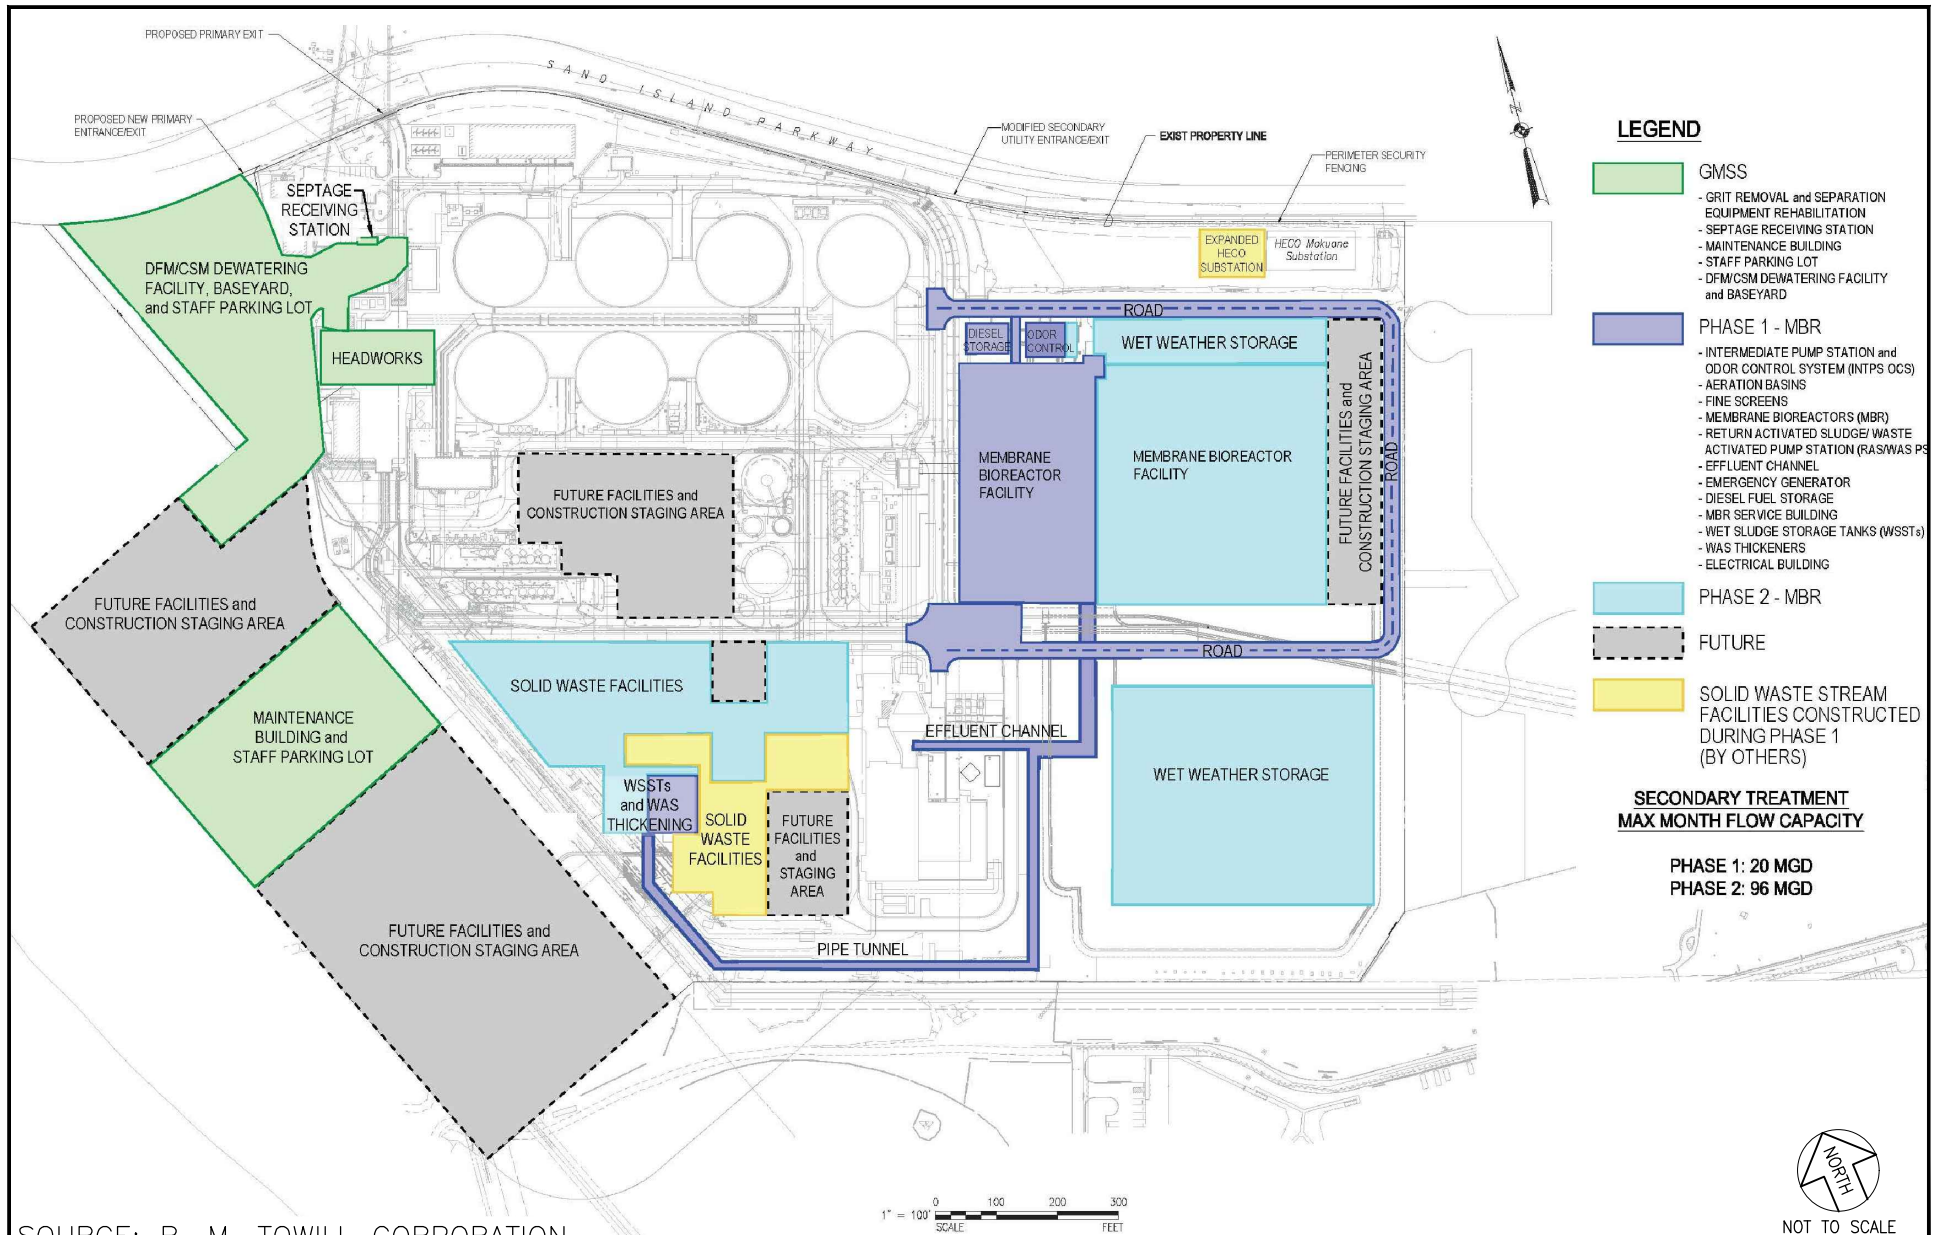 PROPOSED PRIMARY EXIT
SAND ISLAND PARKWAY
PROPOSED NEW PRIMARY
ENTRANCE/EXIT
MODIFIED SECONDARY
UTILITY ENTRANCE/EXIT
EXIST PROPERTY LINE
PERIMETER SECURITY
FENCING
N
SEPTAGE
RECEIVING
STATION
DFM/CSM DEWATERING
FACILITY, BASEYARD,
and STAFF PARKING LOT
HEADWORKS
EXPANDED
HECO
SUBSTATION
HECO Makuane
Substation
ROAD
DIESEL
STORAGE
ODOR
CONTROL
WET WEATHER STORAGE
FUTURE FACILITIES and
CONSTRUCTION STAGING AREA
ROAD
MEMBRANE
BIOREACTOR
FACILITY
MEMBRANE BIOREACTOR
FACILITY
FUTURE FACILITIES and
CONSTRUCTION STAGING AREA
FUTURE FACILITIES and
CONSTRUCTION STAGING AREA
ROAD
SOLID WASTE FACILITIES
MAINTENANCE
BUILDING and
STAFF PARKING LOT
EFFLUENT CHANNEL
WET WEATHER STORAGE
WSSTs
and WAS
THICKENING
SOLID
WASTE
FACILITIES
FUTURE
FACILITIES
and
STAGING
AREA
FUTURE FACILITIES and
CONSTRUCTION STAGING AREA
PIPE TUNNEL
LEGEND
GMSS
- GRIT REMOVAL and SEPARATION
EQUIPMENT REHABILITATION
- SEPTAGE RECEIVING STATION
- MAINTENANCE BUILDING
- STAFF PARKING LOT
- DFM/CSM DEWATERING FACILITY
and BASEYARD
PHASE 1 - MBR
- INTERMEDIATE PUMP STATION and
ODOR CONTROL SYSTEM (INTPS OCS)
- AERATION BASINS
- FINE SCREENS
- MEMBRANE BIOREACTORS (MBR)
- RETURN ACTIVATED SLUDGE/ WASTE
ACTIVATED PUMP STATION (RAS/WAS PS
- EFFLUENT CHANNEL
- EMERGENCY GENERATOR
- DIESEL FUEL STORAGE
- MBR SERVICE BUILDING
- WET SLUDGE STORAGE TANKS (WSSTs)
- WAS THICKENERS
- ELECTRICAL BUILDING
PHASE 2 - MBR
FUTURE
SOLID WASTE STREAM
FACILITIES CONSTRUCTED
DURING PHASE 1
(BY OTHERS)
SECONDARY TREATMENT
MAX MONTH FLOW CAPACITY
PHASE 1: 20 MGD
PHASE 2: 96 MGD
NORTH
NOT TO SCALE
0 100 200 300
1" = 100'
SCALE FEET
SOURCE: R. M. TOWILL CORPORATION